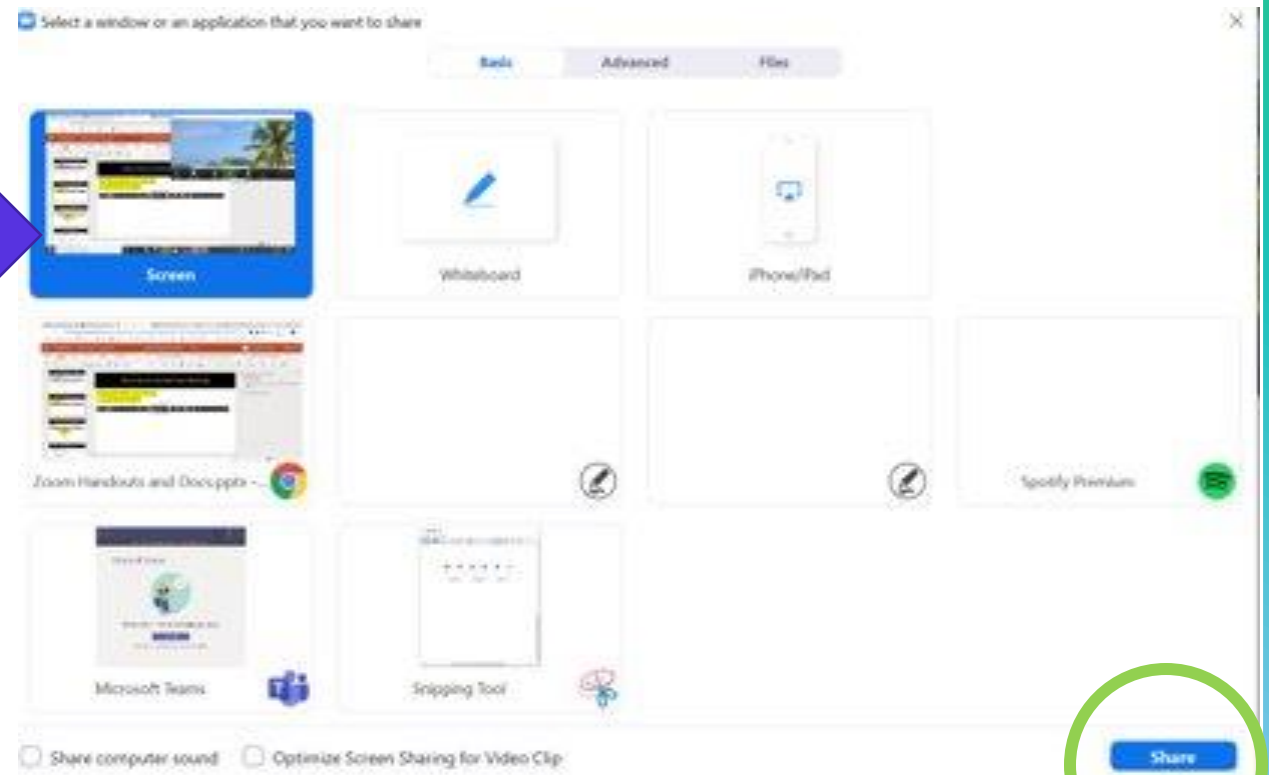 Select a window or an application that you want to share
Basic Advanced Files
Screen
Whiteboard
iPhone/iPad
Zoom Handouts and Docs.pptx -...
Spotify Premium
Microsoft Teams
Snipping Tool
Share computer sound
Optimize Screen Sharing for Video Clip
Share